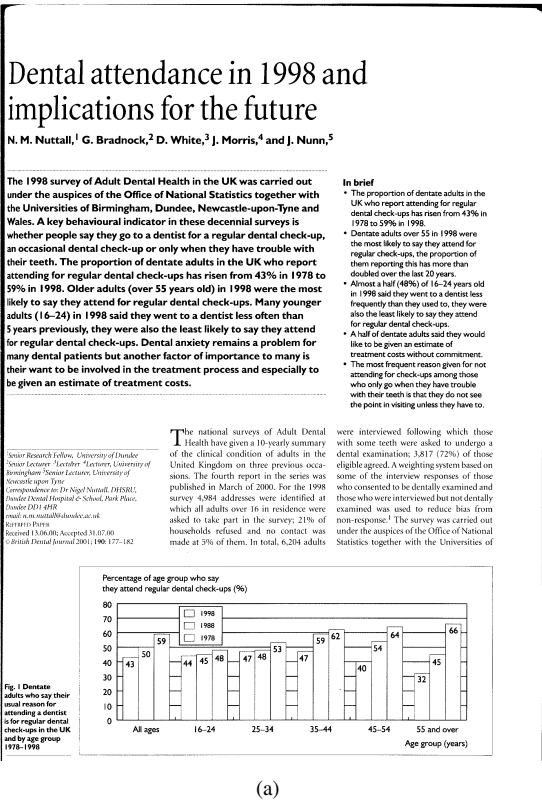 Dental attendance in 1998 and
implications for the future
N. M. Nuttall,1 G. Bradnock,2 D. White,3 J. Morris,4 and J. Nunn,5
The 1998 survey of Adult Dental Health in the UK was carried out
under the auspices of the Office of National Statistics together with
the Universities of Birmingham, Dundee, Newcastle-upon-Tyne and
Wales. A key behavioural indicator in these decennial surveys is
whether people say they go to a dentist for a regular dental check-up,
an occasional dental check-up or only when they have trouble with
their teeth. The proportion of dentate adults in the UK who report
attending for regular dental check-ups has risen from 43% in 1978 to
59% in 1998. Older adults (over 55 years old) in 1998 were the most
likely to say they attend for regular dental check-ups. Many younger
adults (16–24) in 1998 said they went to a dentist less often than
5 years previously, they were also the least likely to say they attend
for regular dental check-ups. Dental anxiety remains a problem for
many dental patients but another factor of importance to many is
their want to be involved in the treatment process and especially to
be given an estimate of treatment costs.
In brief
• The proportion of dentate adults in the
UK who report attending for regular
dental check-ups has risen from 43% in
1978 to 59% in 1998.
• Dentate adults over 55 in 1998 were
the most likely to say they attend for
regular check-ups, the proportion of
them reporting this has more than
doubled over the last 20 years.
• Almost a half (48%) of 16–24 years old
in 1998 said they went to a dentist less
frequently than they used to, they were
also the least likely to say they attend
for regular dental check-ups.
• A half of dentate adults said they would
like to be given an estimate of
treatment costs without commitment.
• The most frequent reason given for not
attending for check-ups among those
who only go when they have trouble
with their teeth is that they do not see
the point in visiting unless they have to.
1Senior Research Fellow, University of Dundee
2Senior Lecturer 3Lecturer 4Lecturer, University of
Birmingham 5Senior Lecturer, University of
Newcastle upon Tyne
Correspondence to: Dr Nigel Nuttall, DHSRU,
Dundee Dental Hospital & School, Park Place,
Dundee DD1 4HR
email: n.m.nuttall@dundee.ac.uk
REFEREED PAPER
Received 13.06.00; Accepted 31.07.00
© British Dental Journal 2001; 190: 177–182
The national surveys of Adult Dental
Health have given a 10-yearly summary
of the clinical condition of adults in the
United Kingdom on three previous occa-
sions. The fourth report in the series was
published in March of 2000. For the 1998
survey 4,984 addresses were identified at
which all adults over 16 in residence were
asked to take part in the survey; 21% of
households refused and no contact was
made at 5% of them. In total, 6,204 adults
were interviewed following which those
with some teeth were asked to undergo a
dental examination; 3,817 (72%) of those
eligible agreed. A weighting system based on
some of the interview responses of those
who consented to be dentally examined and
those who were interviewed but not dentally
examined was used to reduce bias from
non-response.1 The survey was carried out
under the auspices of the Office of National
Statistics together with the Universities of
Percentage of age group who say
they attend regular dental check-ups (%)
80
70
60
50
40
30
20
10
0
1998
1988
1978
43 50 59
44 45 48
47 48 53
47 59 62
40 54 64
32 45 66
All ages 16–24 25–34 35–44 45–54 55 and over
Age group (years)
Fig. 1 Dentate
adults who say their
usual reason for
attending a dentist
is for regular dental
check-ups in the UK
and by age group
1978–1998
(a)